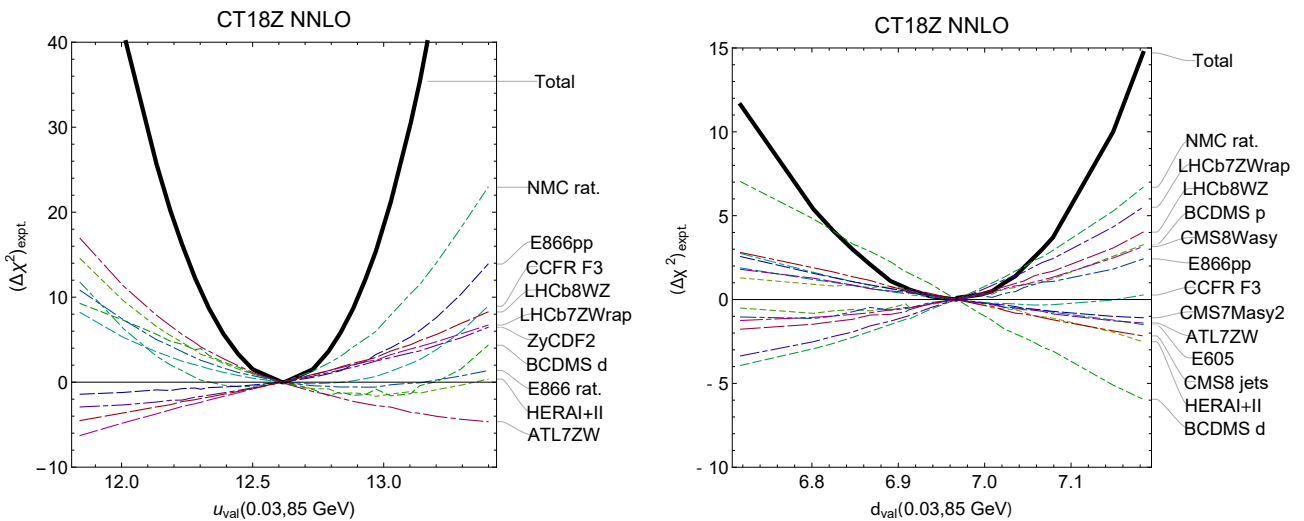 CT18Z NNLO
40
30
20
10
0
−10
12.0
12.5
13.0
(Δχ²)expt.
uval(0.03,85 GeV)
Total
NMC rat.
E866pp
CCFR F3
LHCb8WZ
LHCb7ZWrap
ZyCDF2
BCDMS d
E866 rat.
HERAI+II
ATL7ZW
CT18Z NNLO
15
10
5
0
- 5
- 10
6.8
6.9
7.0
7.1
(Δχ²)expt.
dval(0.03,85 GeV)
Total
NMC rat.
LHCb7ZWrap
LHCb8WZ
BCDMS p
CMS8Wasy
E866pp
CCFR F3
CMS7Masy2
ATL7ZW
E605
CMS8 jets
HERAI+II
BCDMS d